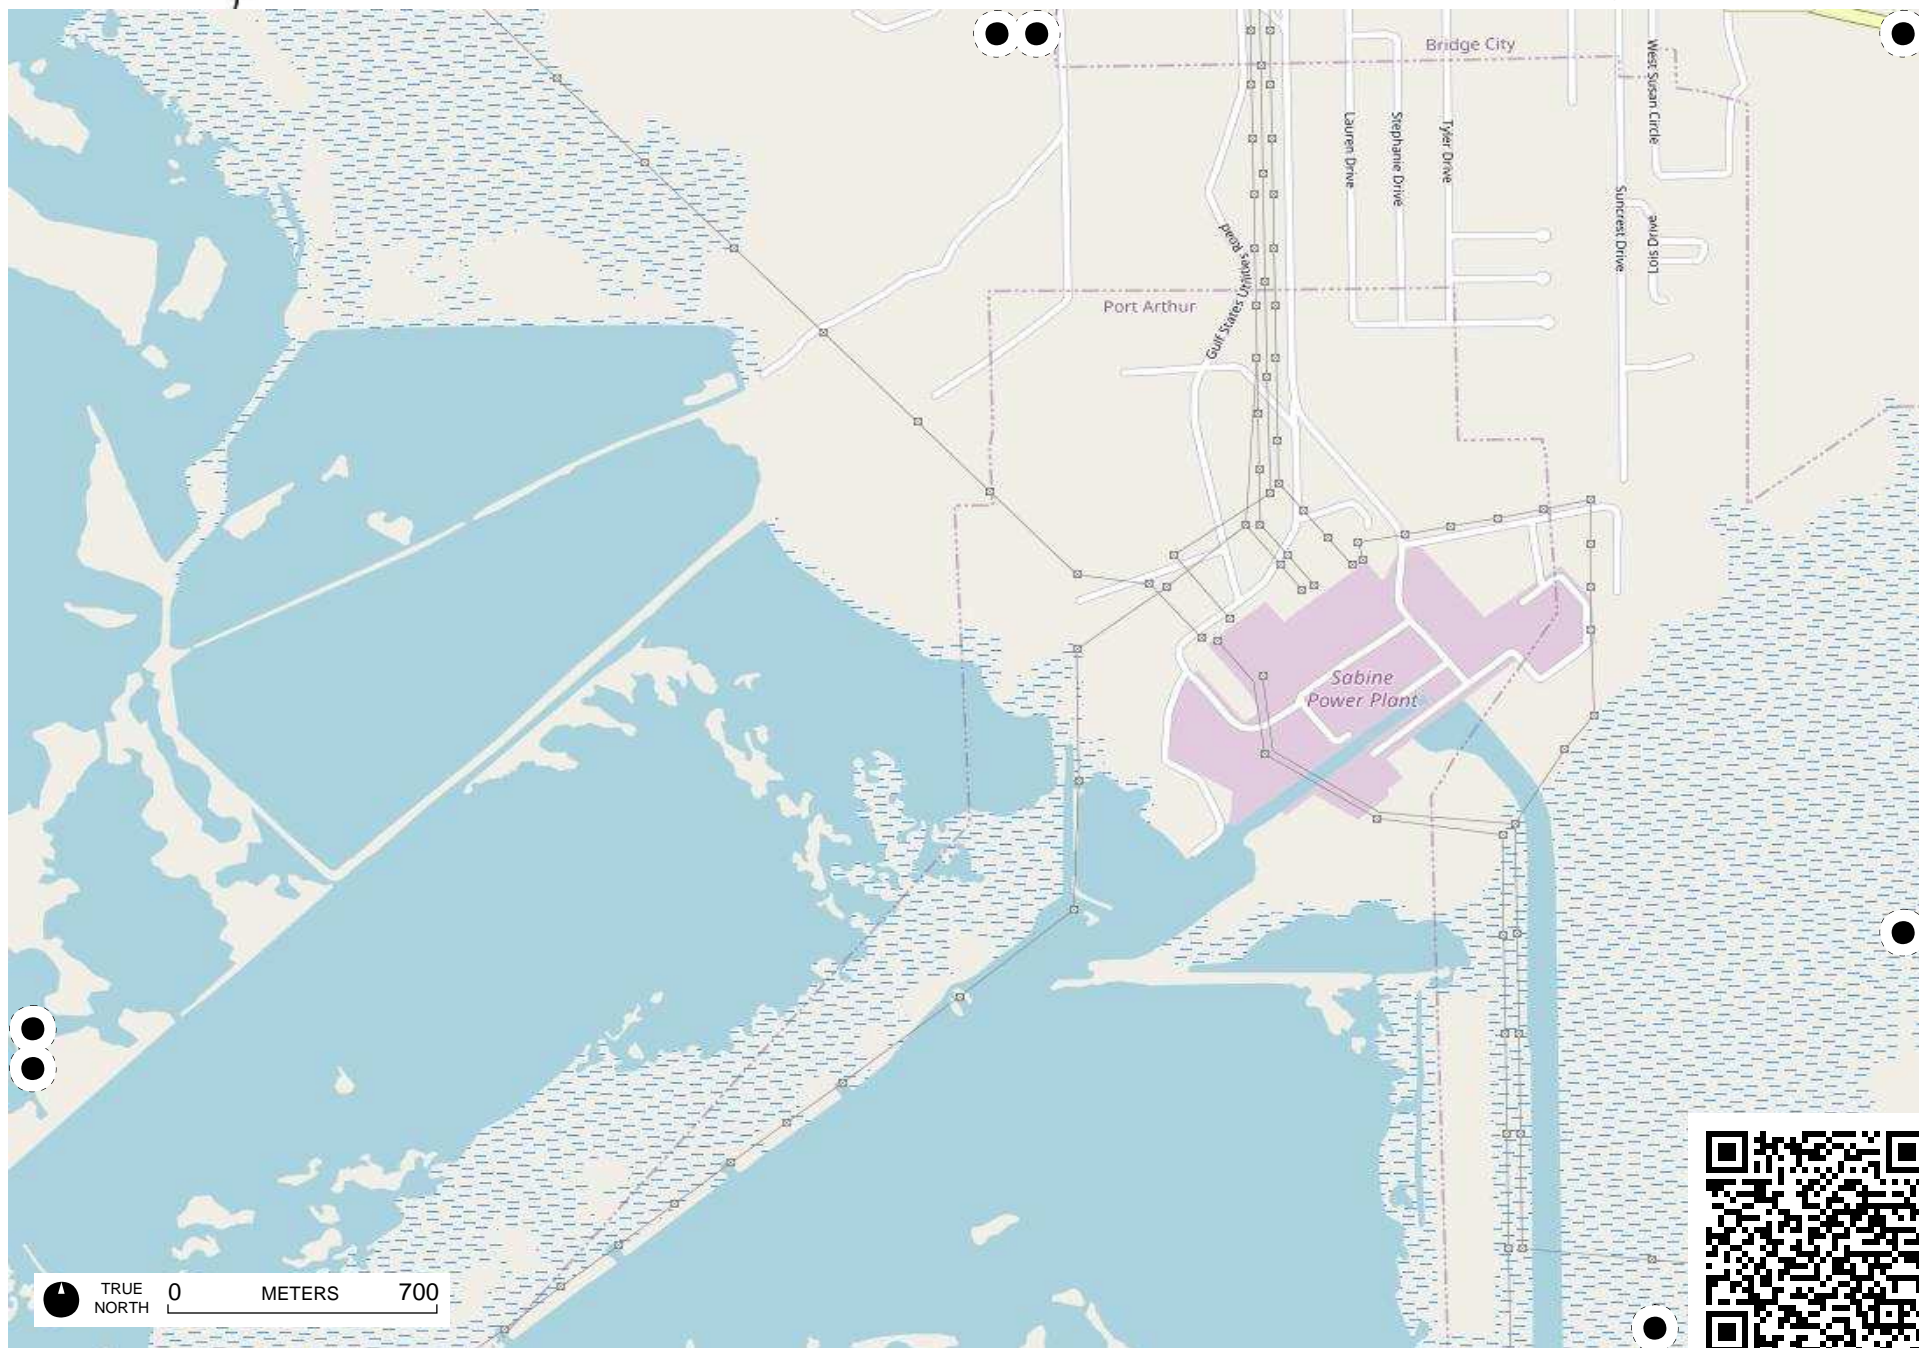 Bridge City
West Susan Circle
Lauren Drive
Stephanie Drive
Tyler Drive
Suncrest Drive
Lois Drive
Gulf States Utilities Road
Port Arthur
Sabine
Power Plant
TRUE
NORTH
0 METERS 700